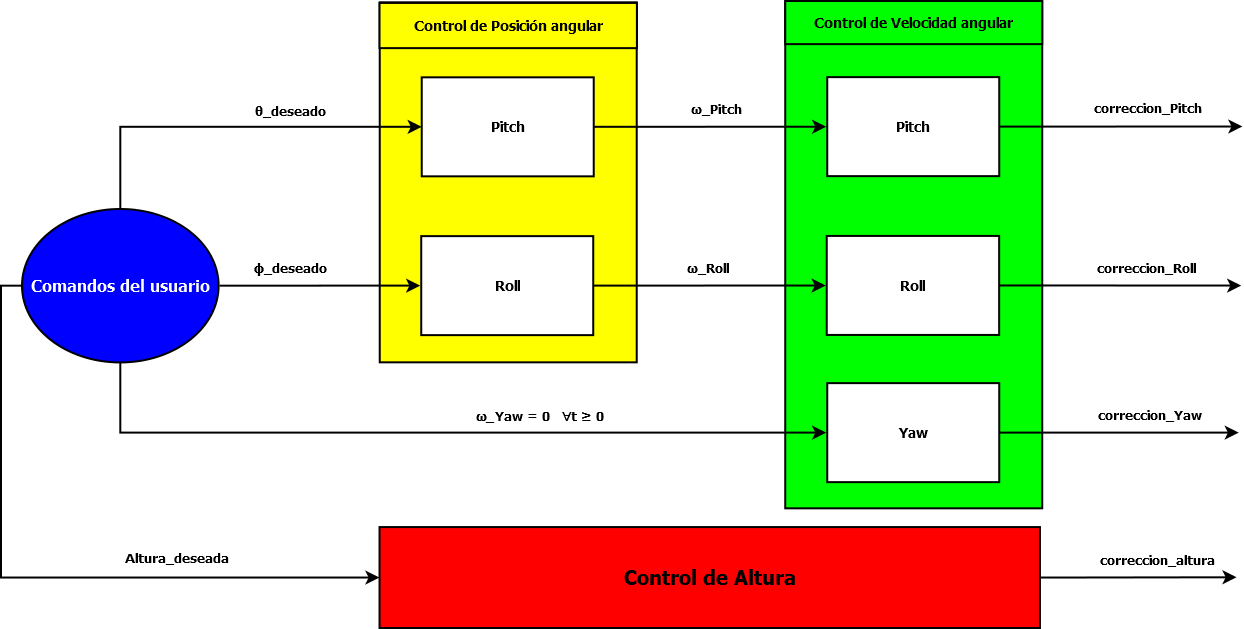 Control de Posición angular
Control de Velocidad angular
θ_deseado
Pitch
ω_Pitch
Pitch
correccion_Pitch
Comandos del usuario
ϕ_deseado
Roll
ω_Roll
Roll
correccion_Roll
ω_Yaw = 0 ∀t ≥ 0
Yaw
correccion_Yaw
Altura_deseada
Control de Altura
correccion_altura